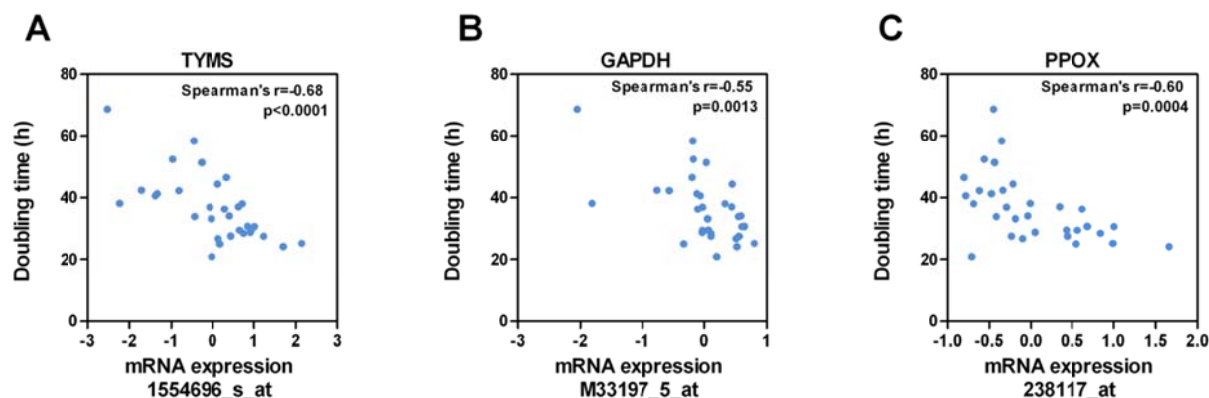 A
TYMS
Spearman's r=-0.68
p<0.0001
Doubling time (h)
80
60
40
20
0
-3 -2 -1 0 1 2 3
mRNA expression
1554696_s_at
B
GAPDH
Spearman's r=-0.55
p=0.0013
Doubling time (h)
80
60
40
20
0
-3 -2 -1 0 1
mRNA expression
M33197_5_at
C
PPOX
Spearman's r=-0.60
p=0.0004
Doubling time (h)
80
60
40
20
0
-1.0 -0.5 0.0 0.5 1.0 1.5 2.0
mRNA expression
238117_at